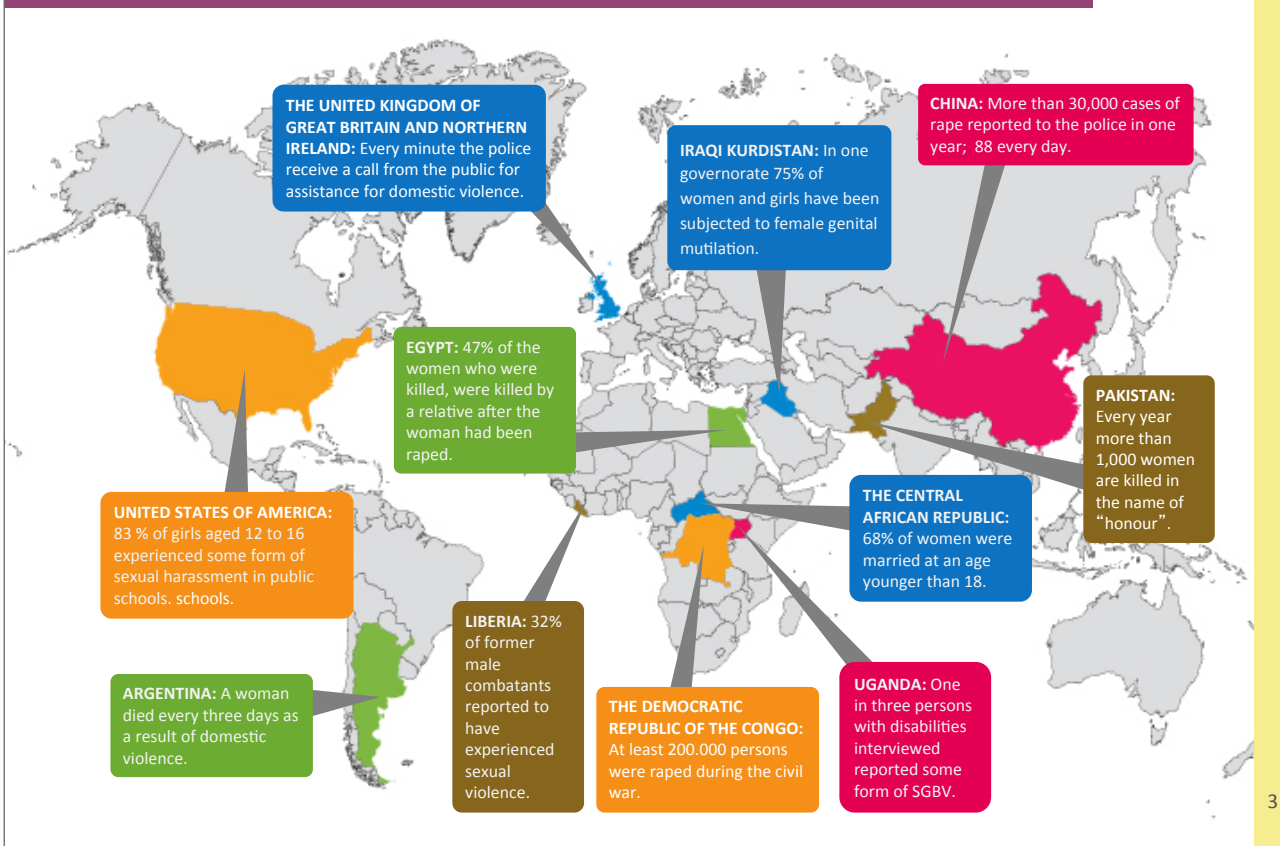 THE UNITED KINGDOM OF
GREAT BRITAIN AND NORTHERN
IRELAND: Every minute the police
receive a call from the public for
assistance for domestic violence.
IRAQI KURDISTAN: In one
governorate 75% of
women and girls have been
subjected to female genital
mutilation.
CHINA: More than 30,000 cases of
rape reported to the police in one
year; 88 every day.
EGYPT: 47% of the
women who were
killed, were killed by
a relative after the
woman had been
raped.
PAKISTAN:
Every year
more than
1,000 women
are killed in
the name of
“honour”.
UNITED STATES OF AMERICA:
83 % of girls aged 12 to 16
experienced some form of
sexual harassment in public
schools. schools.
THE CENTRAL
AFRICAN REPUBLIC:
68% of women were
married at an age
younger than 18.
LIBERIA: 32%
of former
male
combatants
reported to
have
experienced
sexual
violence.
ARGENTINA: A woman
died every three days as
a result of domestic
violence.
THE DEMOCRATIC
REPUBLIC OF THE CONGO:
At least 200.000 persons
were raped during the civil
war.
UGANDA: One
in three persons
with disabilities
interviewed
reported some
form of SGBV.
3